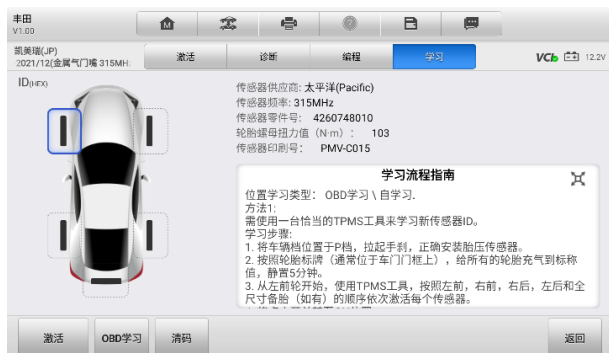 丰田
V1.00
凯美瑞(JP)
2021/12(金属气门嘴 315MH:
激活
诊断
编程
学习
VCI
12.2V
ID(HEX)
传感器供应商: 太平洋(Pacific)
传感器频率: 315MHz
传感器零件号: 4260748010
轮胎螺母扭力值（N·m）: 103
传感器印刷号: PMV-C015
学习流程指南
位置学习类型: OBD学习 \ 自学习.
方法1:
需使用一台恰当的TPMS工具来学习新传感器ID。
学习步骤:
1. 将车辆档位置于P档，拉起手刹，正确安装胎压传感器。
2. 按照轮胎标牌（通常位于车门门框上），给所有的轮胎充气到标称
值，静置5分钟。
3. 从左前轮开始，使用TPMS工具，按照左前，右前，右后，左后和全
尺寸备胎（如有）的顺序依次激活每个传感器。
激活
OBD学习
清码
返回